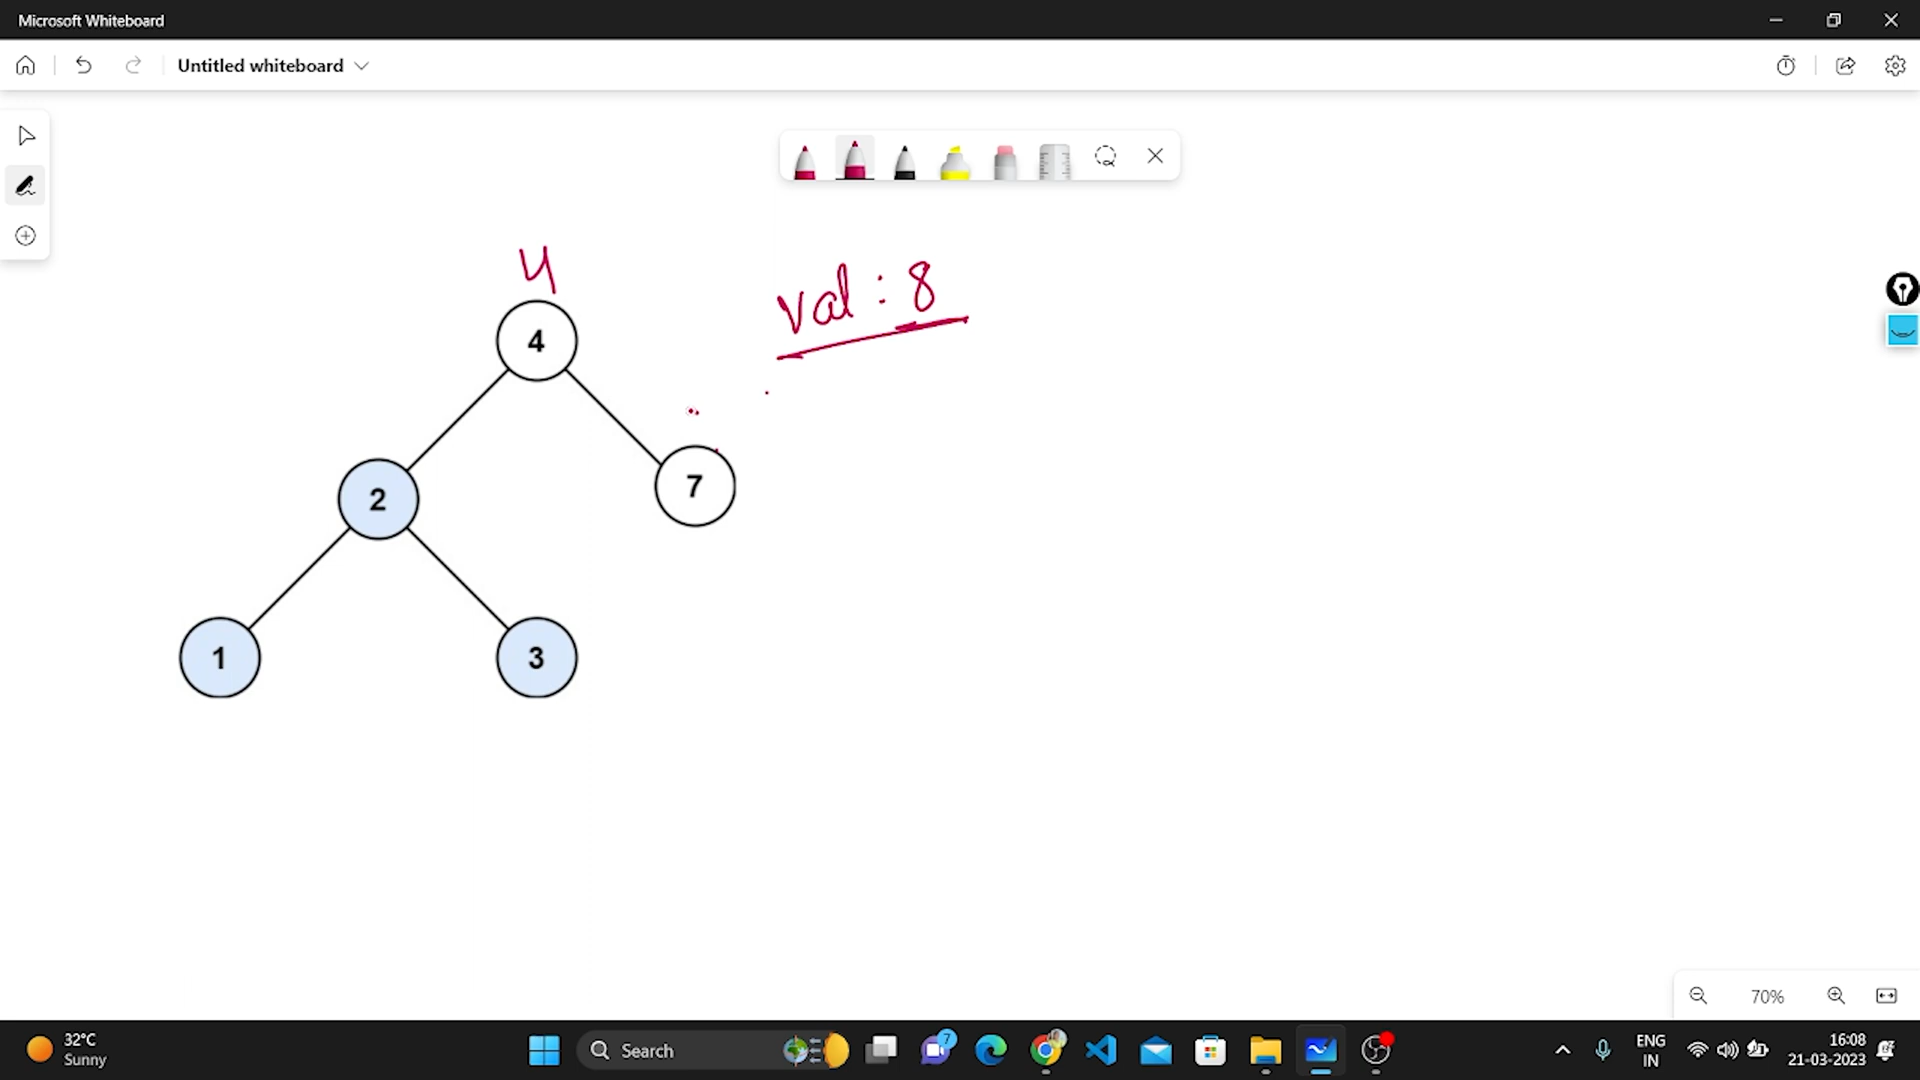 Microsoft Whiteboard
Untitled whiteboard
4
val : 8
4
2
7
1
3
70%
32°C
Sunny
Search
7
ENG
IN
16:08
21-03-2023